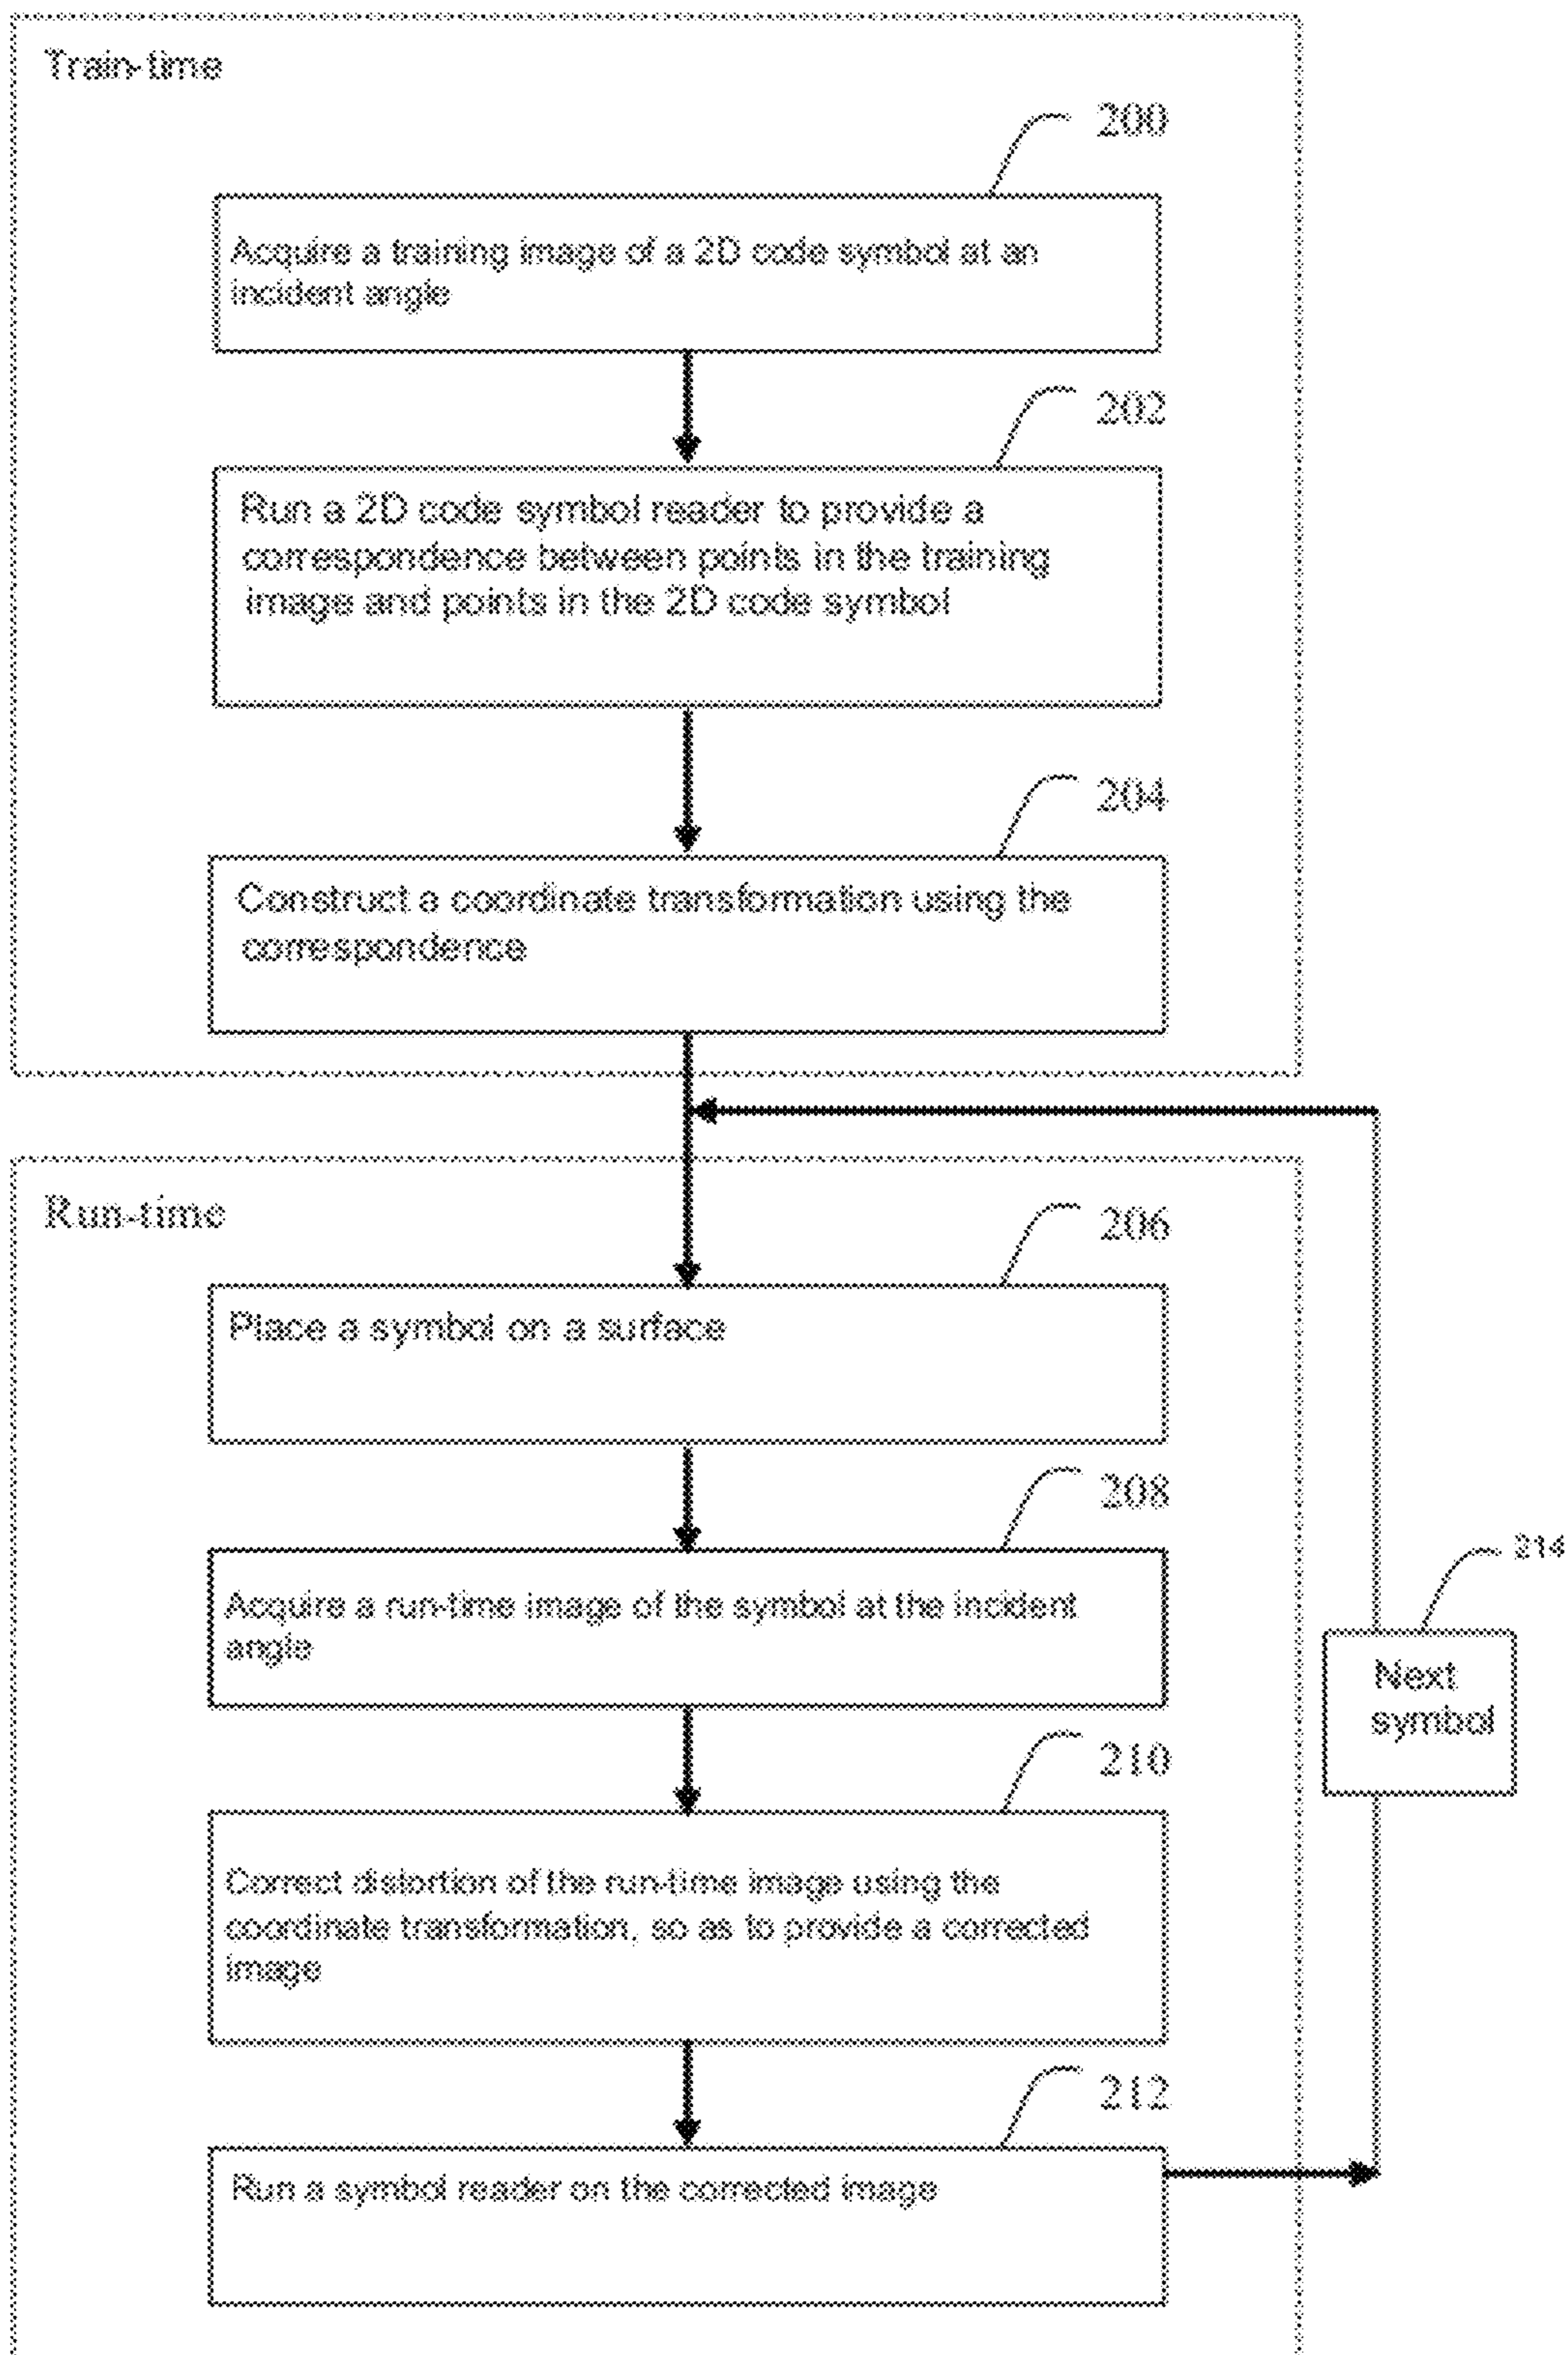 Train-time
200
Acquire a training image of a 2D code symbol at an
incident angle
202
Run a 2D code symbol reader to provide a
correspondence between points in the training
image and points in the 2D code symbol
204
Construct a coordinate transformation using the
correspondence
Run-time
206
Place a symbol on a surface
208
Acquire a run-time image of the symbol at the incident
angle
214
Next
symbol
210
Correct distortion of the run-time image using the
coordinate transformation, so as to provide a corrected
image
212
Run a symbol reader on the corrected image